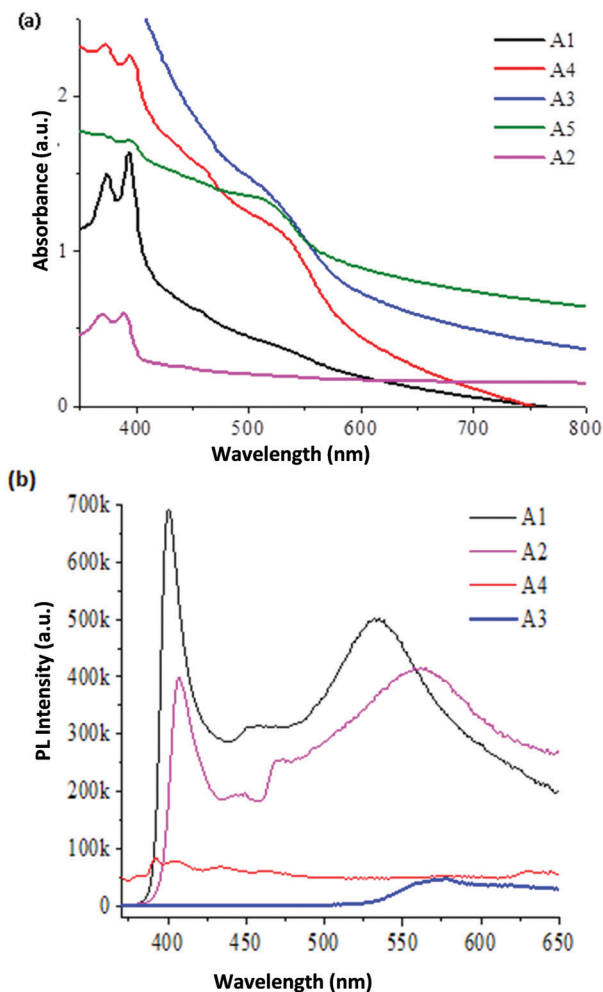 (a)
A1
A4
A3
A5
A2
2
1
0
Absorbance (a.u.)
400 500 600 700 800
Wavelength (nm)
(b)
700k
600k
500k
400k
300k
200k
100k
0
A1
A2
A4
A3
PL Intensity (a.u.)
400 450 500 550 600 650
Wavelength (nm)